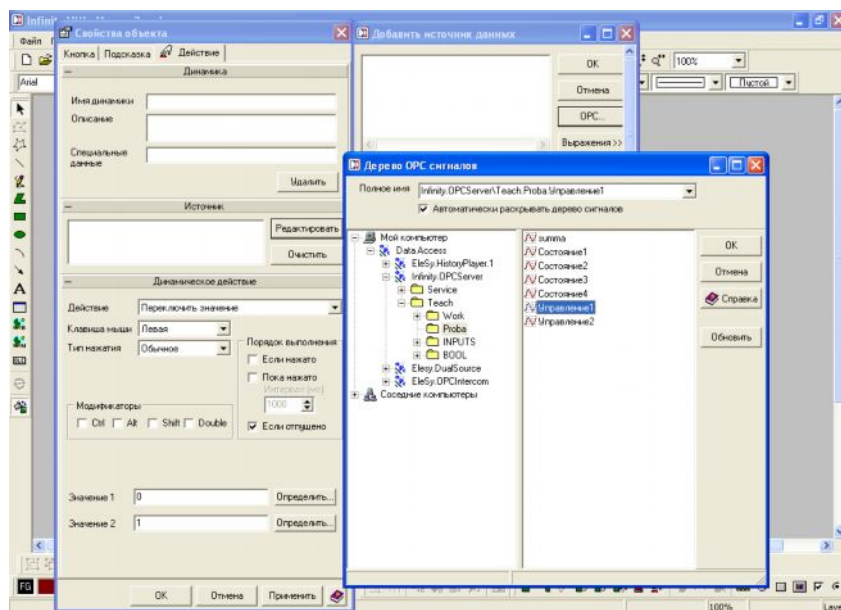 Свойства объекта
Кнопка
Подсказка
Действие
Динамика
Имя динамики
Описание
Специальные данные
Удалить
Источник
Редактировать
Очистить
Динамическое действие
Действие
Переключить значение
Клавиша мыши
Левая
Тип нажатия
Обычное
Порядок выполнения
Если нажато
Пока нажато
Интервал (мс)
1000
Если отпущено
Модификаторы
Ctrl
Alt
Shift
Double
Значение 1
0
Определить...
Значение 2
1
Определить...
OK
Отмена
Применить
Добавить источник данных
OK
Отмена
OPC...
Выражения >>
Дерево OPC сигналов
Полное имя
Infinity.OPCServer\Teach.Proba.Управление1
Автоматически раскрывать дерево сигналов
Мой компьютер
Data Access
EleSy.HistoryPlayer.1
Infinity.OPCServer
Service
Teach
Work
Proba
INPUTS
BOOL
Elesy.DualSource
EleSy.OPCIntercom
Соседние компьютеры
summa
Состояние1
Состояние2
Состояние3
Состояние4
Управление1
Управление2
OK
Отмена
Справка
Обновить
Файл
Arial
100%
Пустой
FG
100%